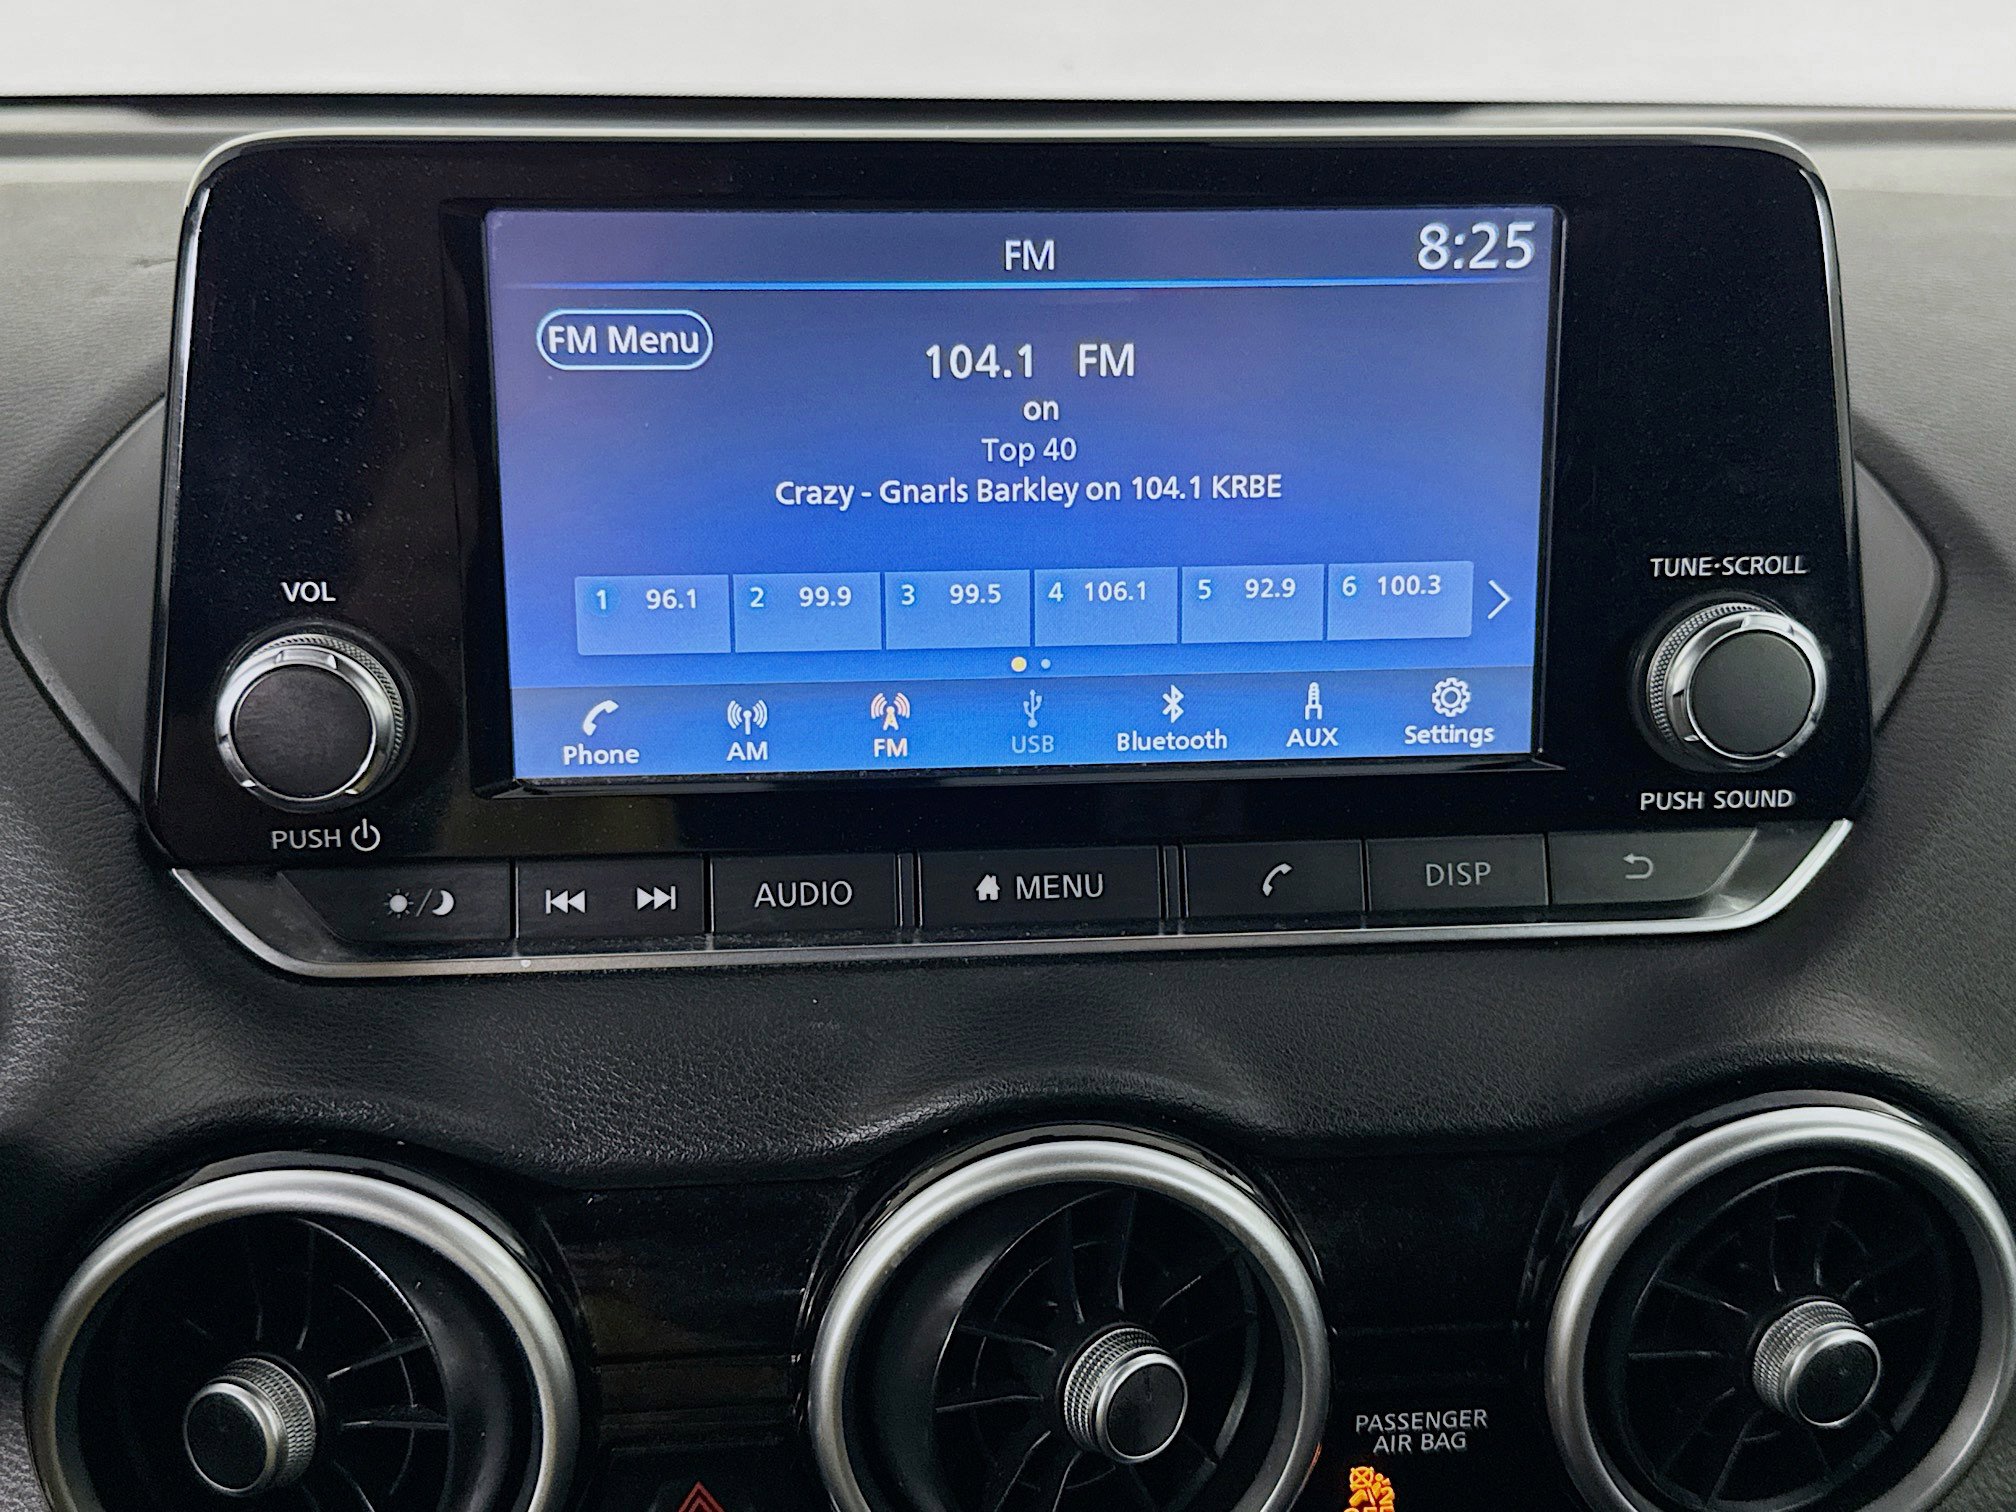 FM 8:25
FM Menu
104.1 FM
on
Top 40
Crazy - Gnarls Barkley on 104.1 KRBE
1 96.1 2 99.9 3 99.5 4 106.1 5 92.9 6 100.3
Phone AM FM USB Bluetooth AUX Settings
VOL
PUSH
TUNE·SCROLL
PUSH SOUND
AUDIO MENU DISP
PASSENGER
AIR BAG